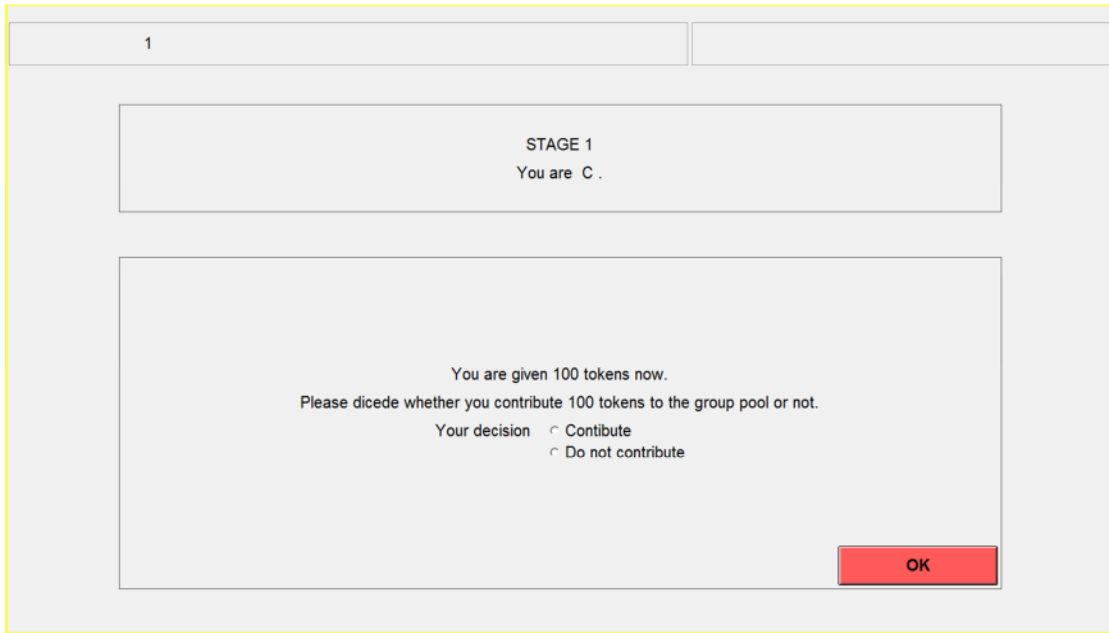 1
STAGE 1
You are C .
You are given 100 tokens now.
Please dicede whether you contribute 100 tokens to the group pool or not.
Your decision Contibute
Do not contribute
OK